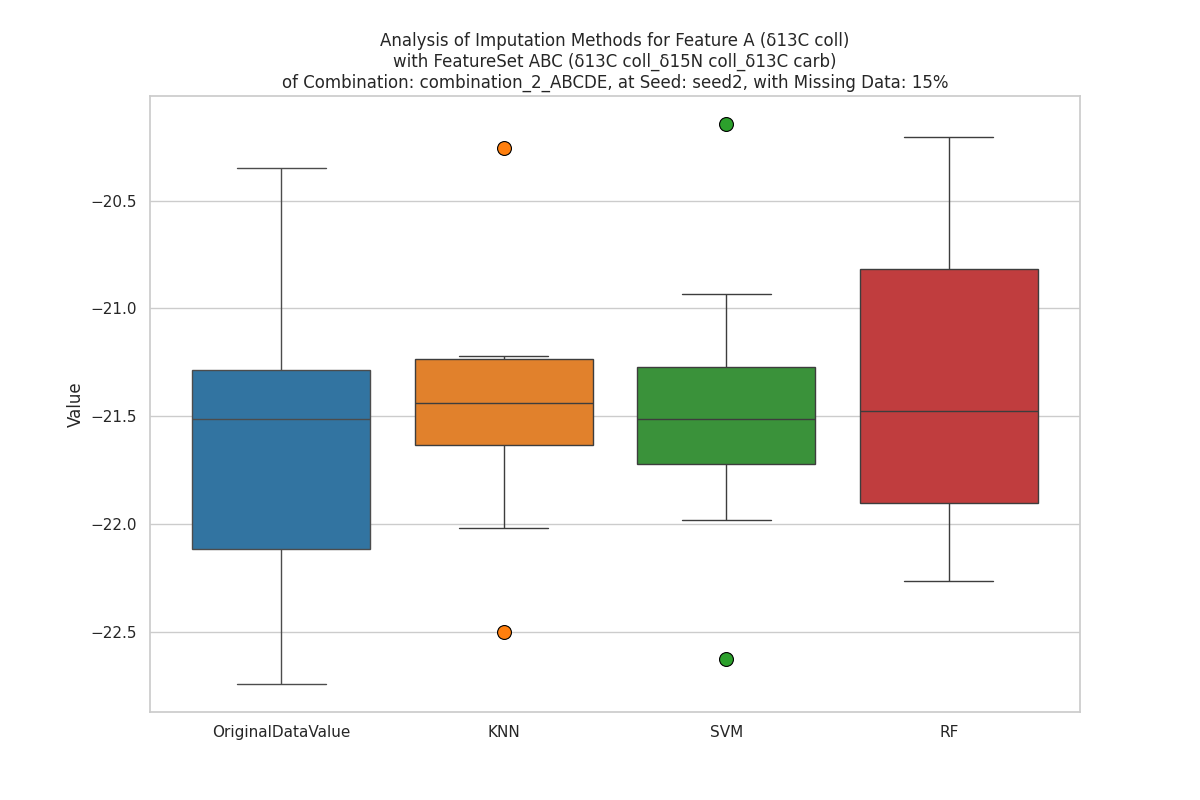 Analysis of Imputation Methods for Feature A (δ13C coll)
with FeatureSet ABC (δ13C coll_δ15N coll_δ13C carb)
of Combination: combination_2_ABCDE, at Seed: seed2, with Missing Data: 15%
−20.5
−21.0
−21.5
−22.0
−22.5
Value
OriginalDataValue
KNN
SVM
RF